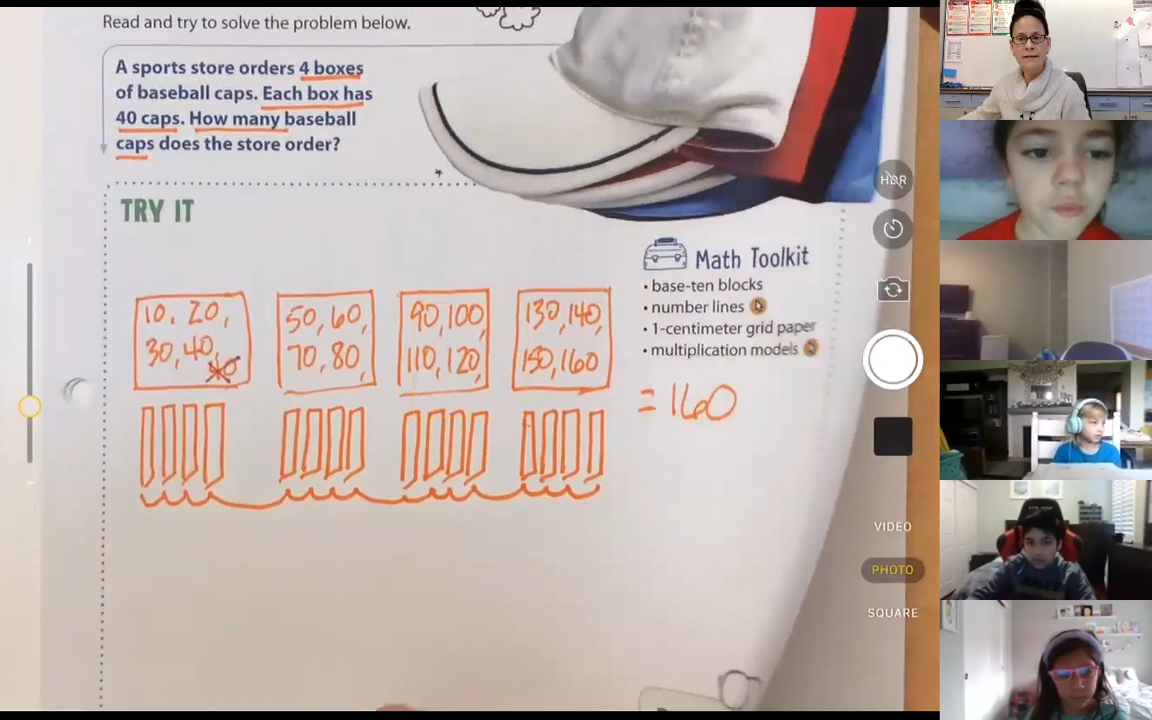 Read and try to solve the problem below.
A sports store orders 4 boxes
of baseball caps. Each box has
40 caps. How many baseball
caps does the store order?
TRY IT
Math Toolkit
• base-ten blocks
• number lines
• 1-centimeter grid paper
• multiplication models
10, 20,
30, 40,
50, 60,
70, 80,
90, 100,
110, 120,
130, 140,
150, 160
= 160
HDR
VIDEO
PHOTO
SQUARE